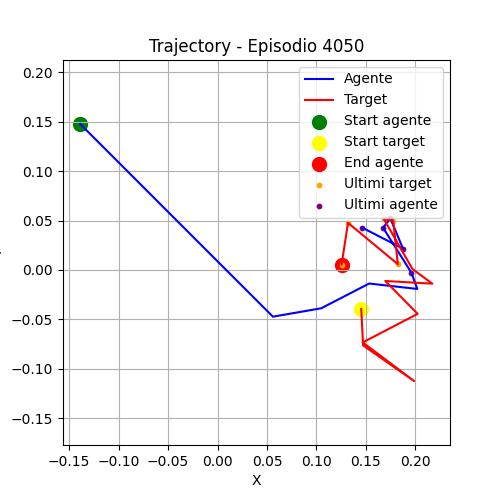 Trajectory - Episodio 4050
Agente
Target
Start agente
Start target
End agente
Ultimi target
Ultimi agente
0.20
0.15
0.10
0.05
0.00
−0.05
−0.10
−0.15
−0.15
−0.10
−0.05
0.00
0.05
0.10
0.15
0.20
X